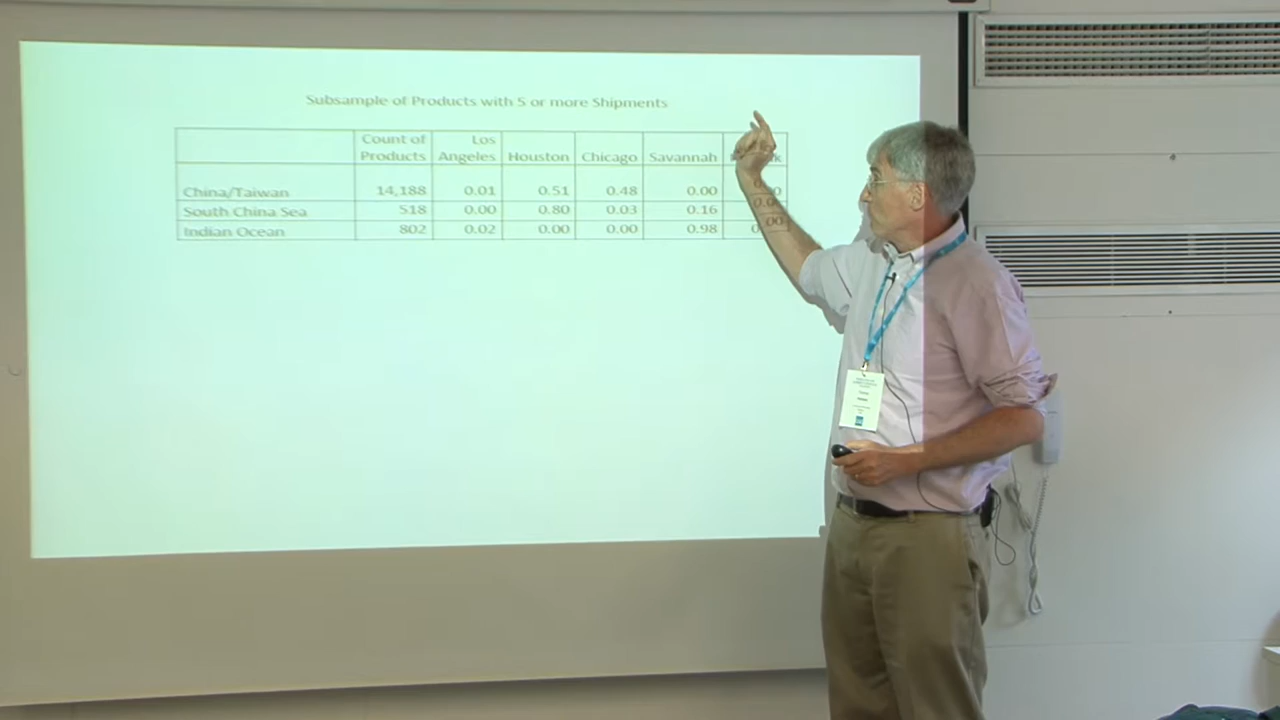 Subsample of Products with 5 or more Shipments
Count of Products Los Angeles Houston Chicago Savannah
China/Taiwan 14,188 0.01 0.51 0.48 0.00
South China Sea 518 0.00 0.80 0.03 0.16
Indian Ocean 802 0.02 0.00 0.00 0.98